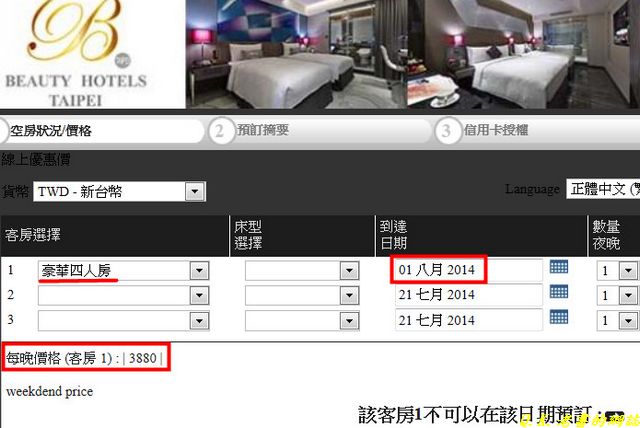 B
BEAUTY HOTELS
TAIPEI
空房狀況/價格
2 預訂摘要
3 信用卡授權
線上優惠價
貨幣 TWD - 新台幣
Language 正體中文 (繁
客房選擇 床型選擇 到達日期 數量夜晚
1 豪華四人房 01 八月 2014 1
2 21 七月 2014 1
3 21 七月 2014 1
每晚價格 (客房 1) : | 3880 |
weekdend price
該客房1不可以在該日期預訂 :